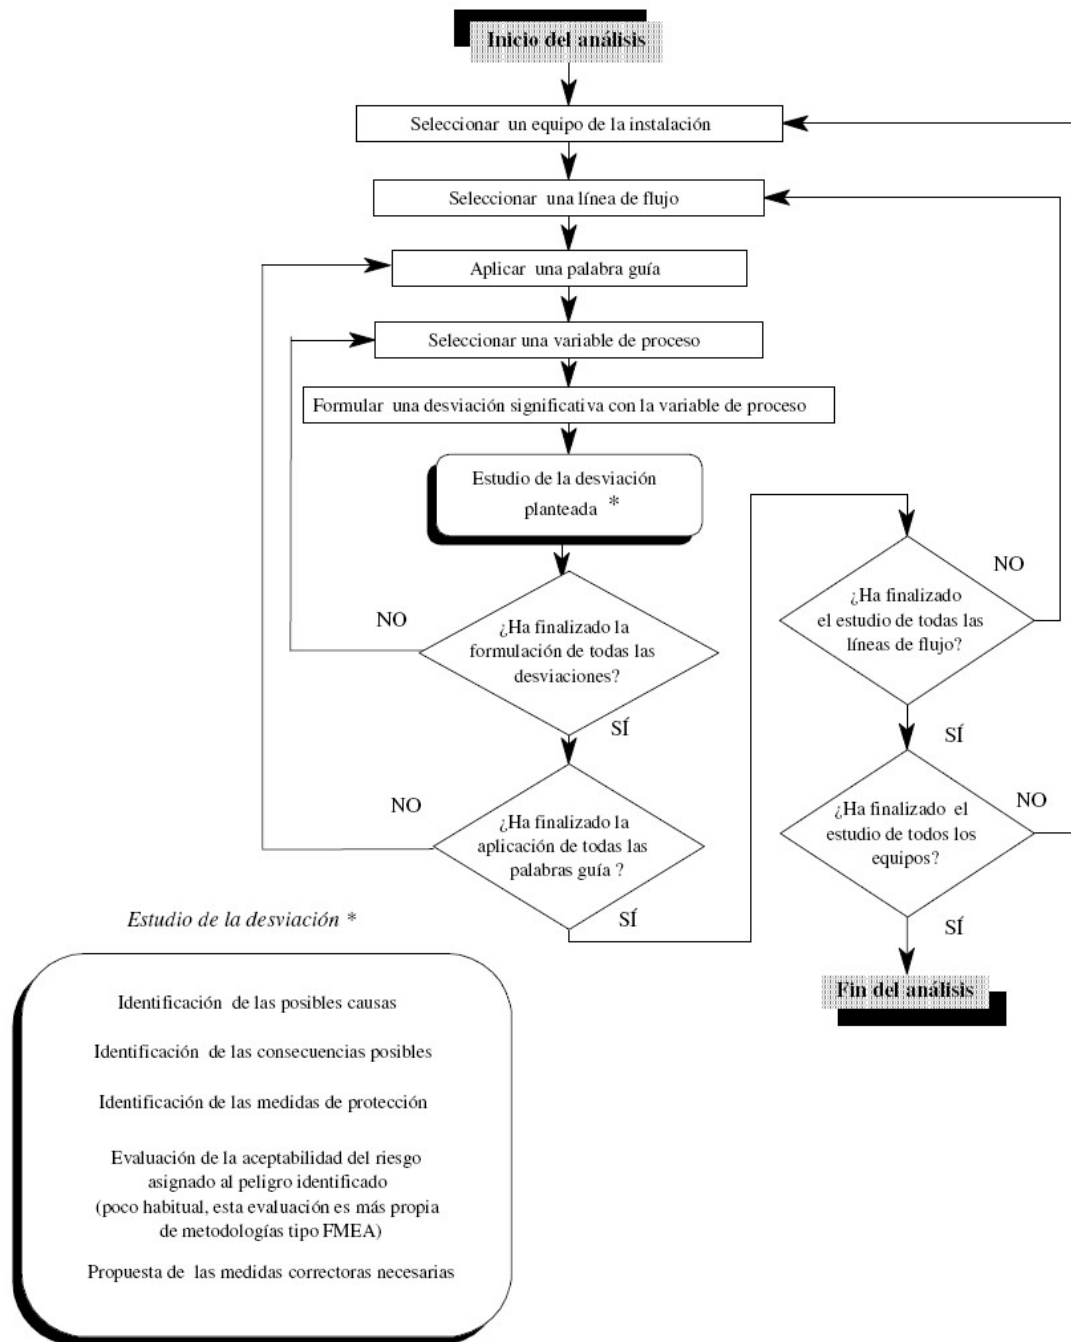 Inicio del análisis
Seleccionar un equipo de la instalación
Seleccionar una línea de flujo
Aplicar una palabra guía
Seleccionar una variable de proceso
Formular una desviación significativa con la variable de proceso
Estudio de la desviación
planteada *
NO
¿Ha finalizado la
formulación de todas las
desviaciones?
SÍ
NO
¿Ha finalizado la
aplicación de todas las
palabras guía ?
SÍ
NO
¿Ha finalizado
el estudio de todas las
líneas de flujo?
SÍ
NO
¿Ha finalizado el
estudio de todos los
equipos?
SÍ
Fin del análisis
Estudio de la desviación *
Identificación de las posibles causas
Identificación de las consecuencias posibles
Identificación de las medidas de protección
Evaluación de la aceptabilidad del riesgo
asignado al peligro identificado
(poco habitual, esta evaluación es más propia
de metodologías tipo FMEA)
Propuesta de las medidas correctoras necesarias